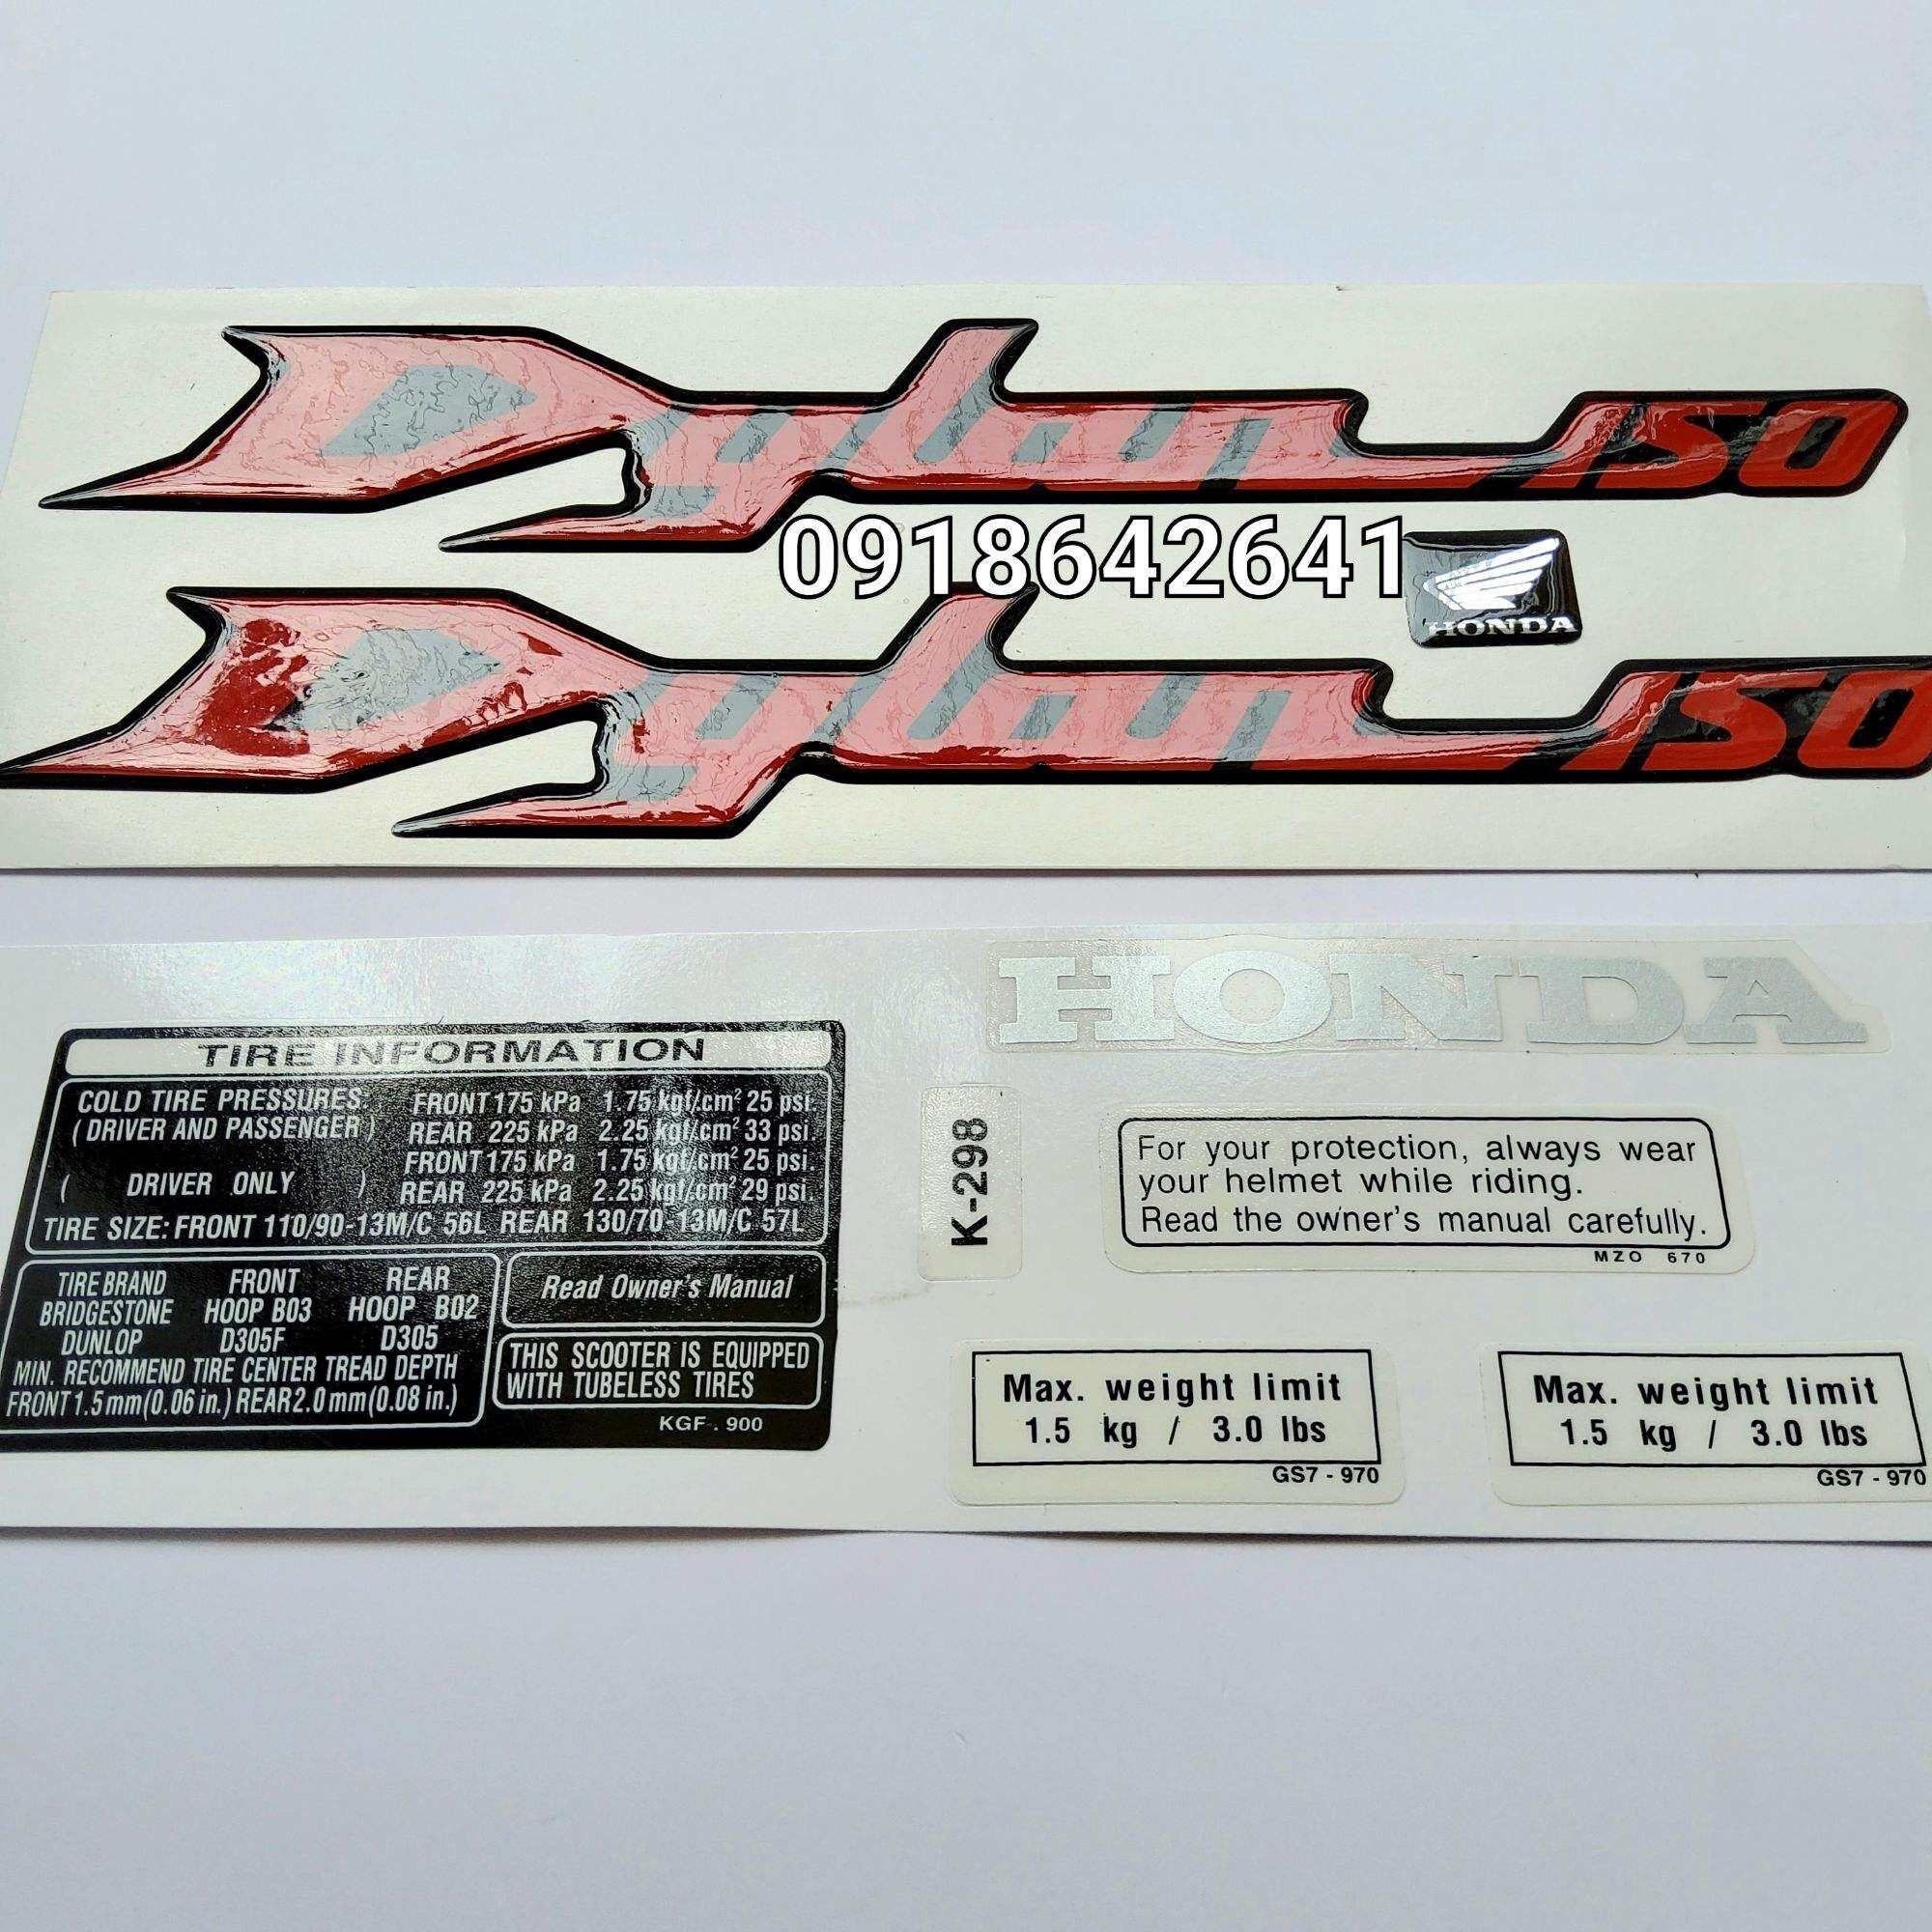 Dylan 150
0918642641
HONDA
Dylan 150
HONDA
TIRE INFORMATION
COLD TIRE PRESSURES: FRONT 175 kPa 1.75 kgf/cm² 25 psi.
( DRIVER AND PASSENGER ) REAR 225 kPa 2.25 kgf/cm² 33 psi.
FRONT 175 kPa 1.75 kgf/cm² 25 psi.
( DRIVER ONLY ) REAR 225 kPa 2.25 kgf/cm² 29 psi.
TIRE SIZE: FRONT 110/90-13M/C 56L REAR 130/70-13M/C 57L
TIRE BRAND FRONT REAR
BRIDGESTONE HOOP B03 HOOP B02
DUNLOP D305F D305
MIN. RECOMMEND TIRE CENTER TREAD DEPTH
FRONT 1.5 mm (0.06 in.) REAR 2.0 mm (0.08 in.)
Read Owner's Manual
THIS SCOOTER IS EQUIPPED
WITH TUBELESS TIRES
KGF . 900
K-298
For your protection, always wear
your helmet while riding.
Read the owner's manual carefully.
MZO 670
Max. weight limit
1.5 kg / 3.0 lbs
GS7 - 970
Max. weight limit
1.5 kg / 3.0 lbs
GS7 - 970